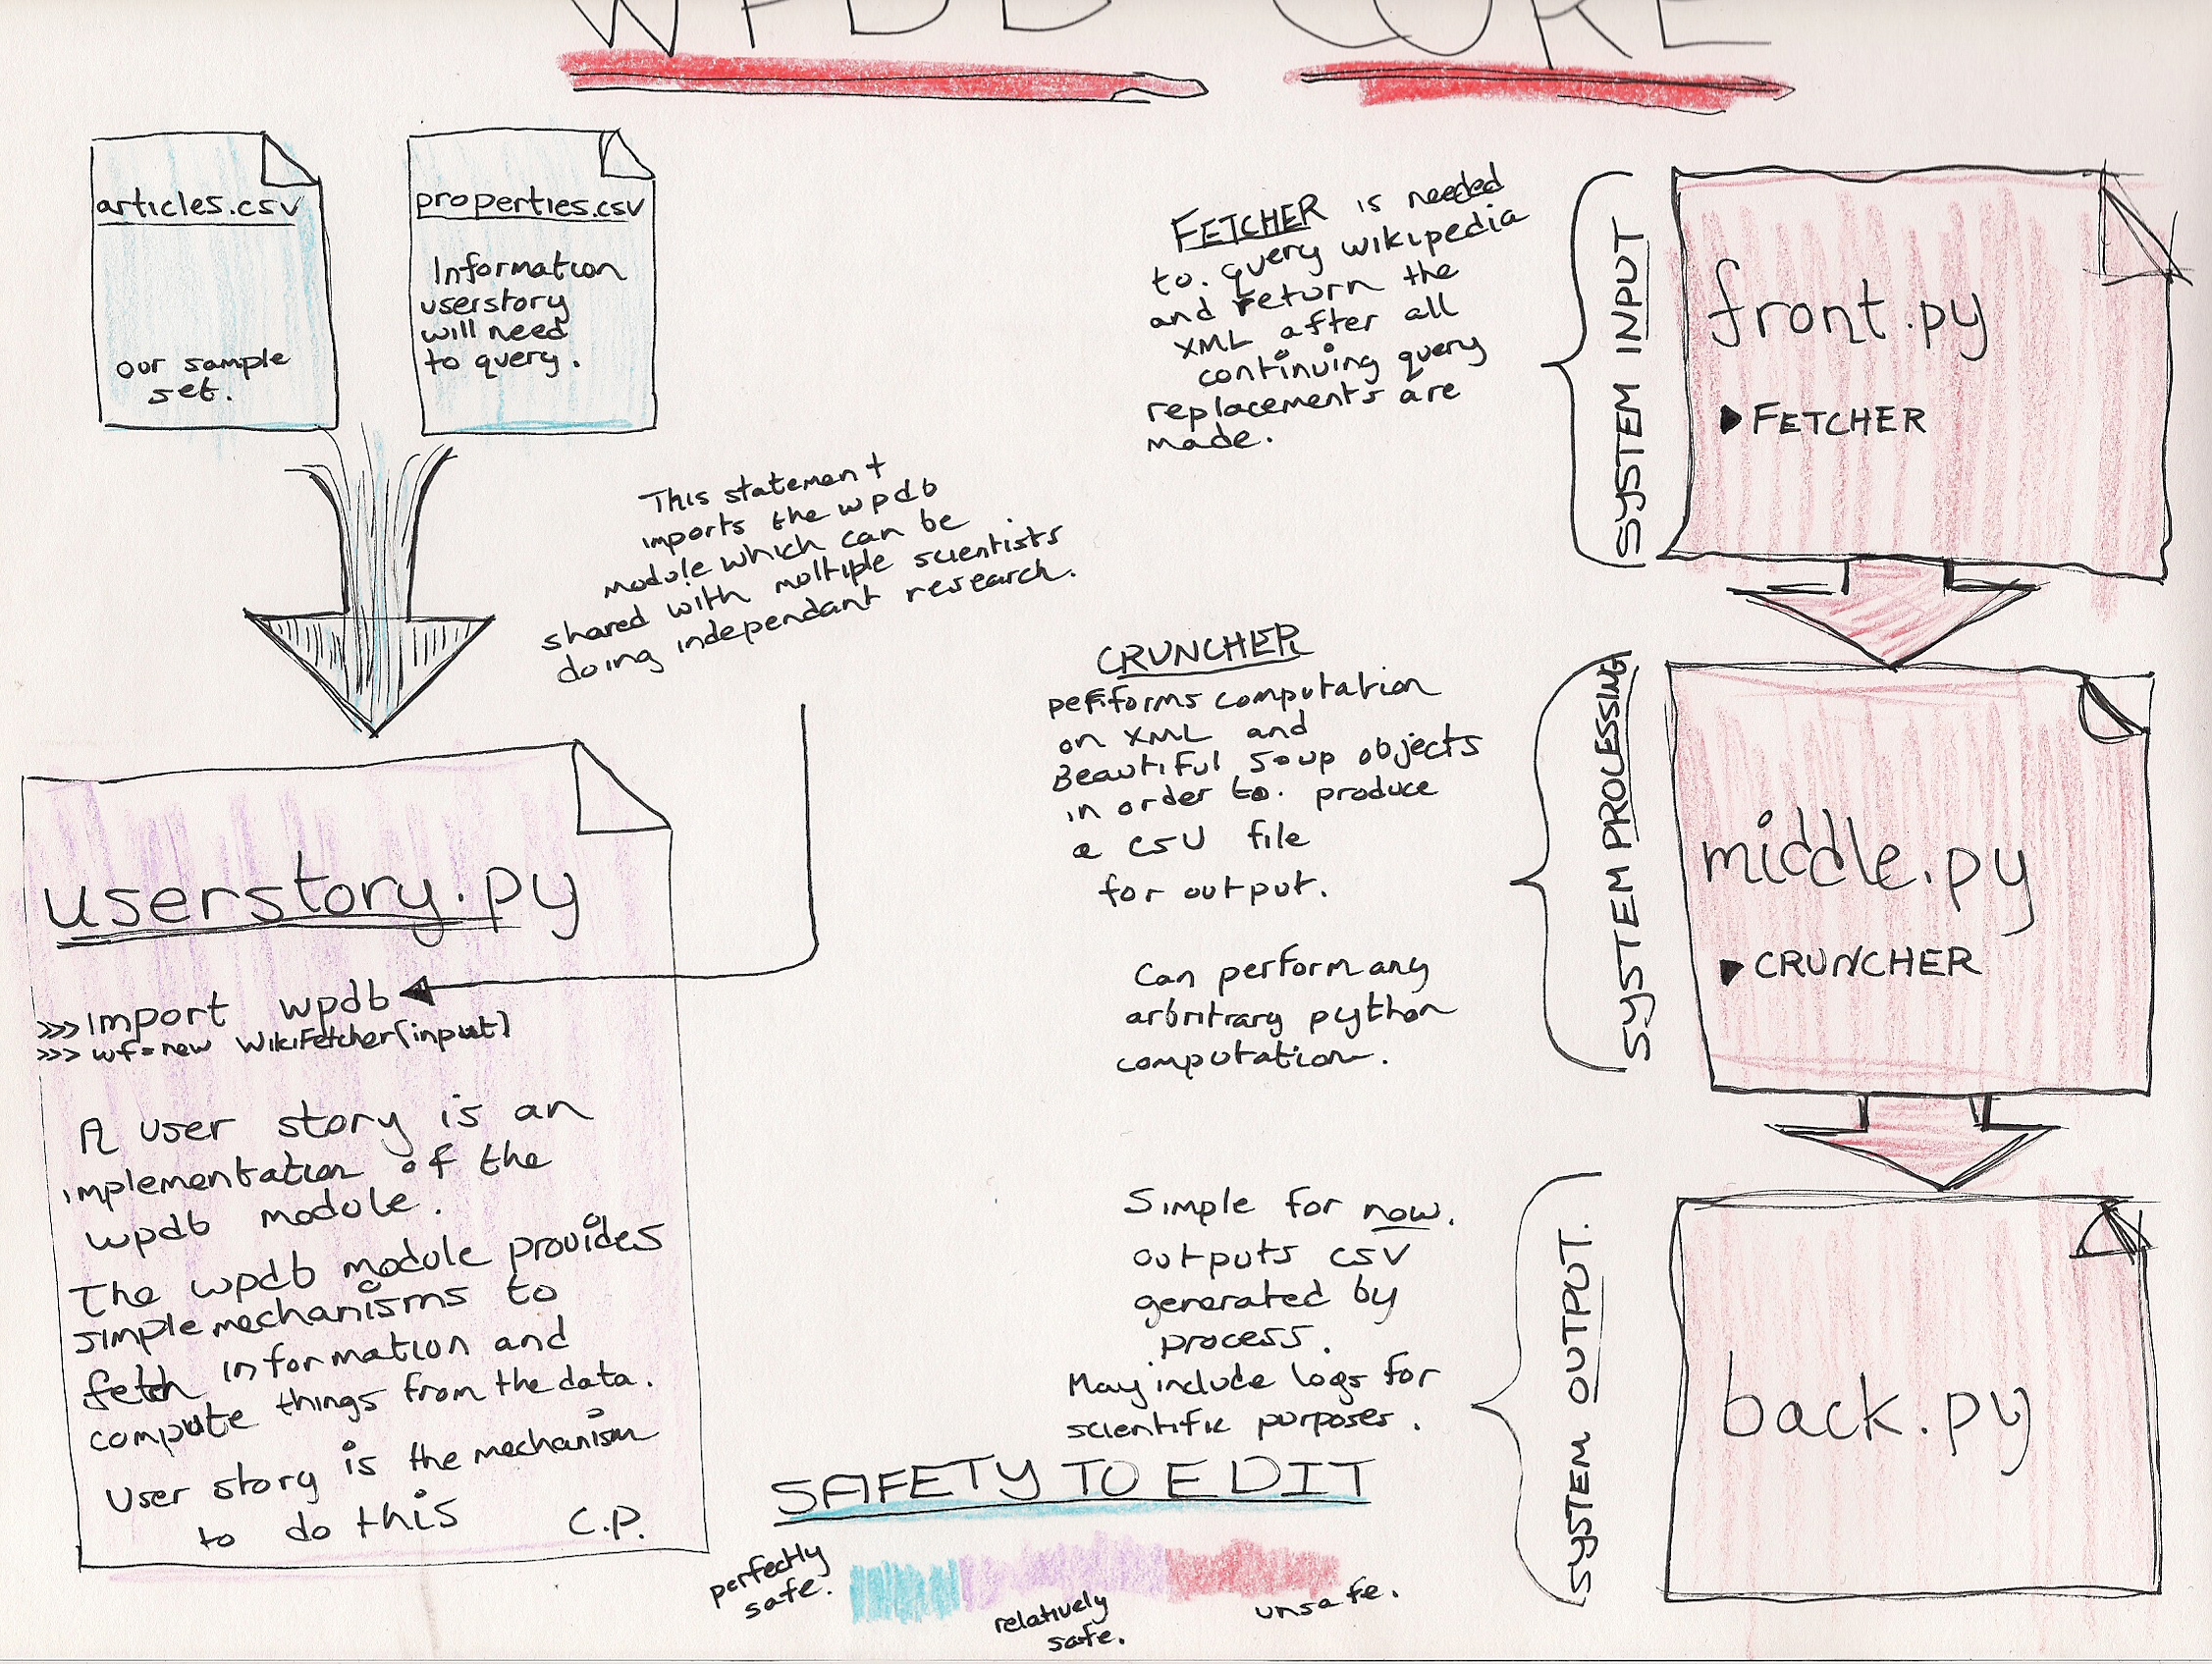 WPDB CORE
articles.csv
our sample
set.
properties.csv
Information
userstory
will need
to query.
This statement
imports the wpdb
module which can be
shared with moltiple scientists
doing independant research.
userstory.py
>>> import wpdb
>>> wf=new WikiFetcher(input)
A user story is an
implementation of the
wpdb module.
The wpdb module provides
simple mechanisms to
fetch information and
compute things from the data.
User story is the mechanism
to do this C.P.
FETCHER is needed
to. query wikipedia
and return the
XML after all
continuing query
replacements are
made.
SYSTEM INPUT
front.py
▶ FETCHER
CRUNCHER
performs computation
on XML and
Beautiful Soup objects
in order to. produce
a CSV file
for output.
Can perform any
arbritrary python
computation.
SYSTEM PROCESSING
middle.py
▶ CRUNCHER
Simple for now.
outputs csv
generated by
process.
May include logs for
scientific purposes.
SYSTEM OUTPUT.
back.py
SAFETY TO EDIT
perfectly
safe.
relatively
safe.
unsafe.